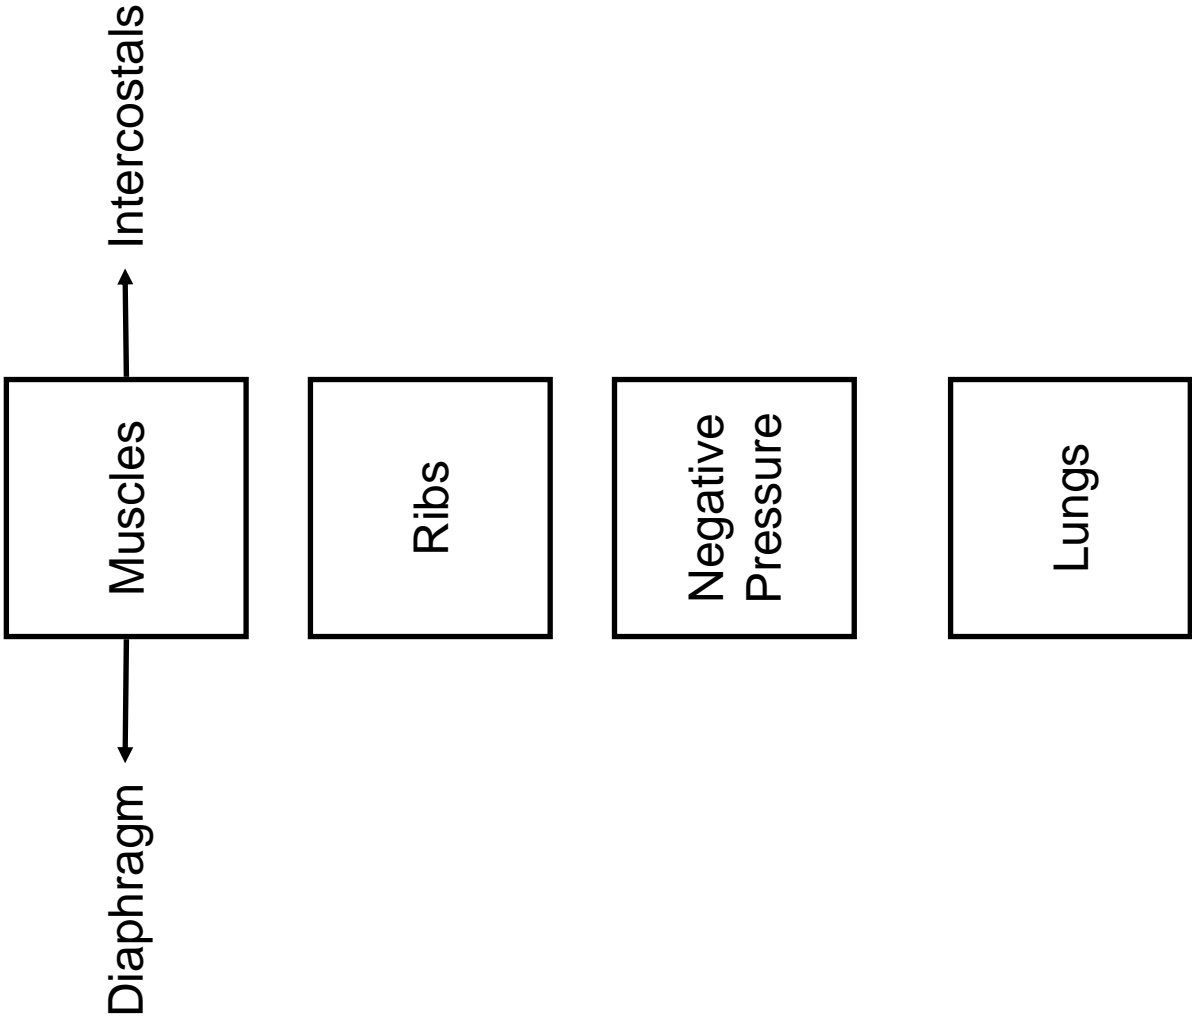 Diaphragm
Muscles
Intercostals
Ribs
Negative
Pressure
Lungs